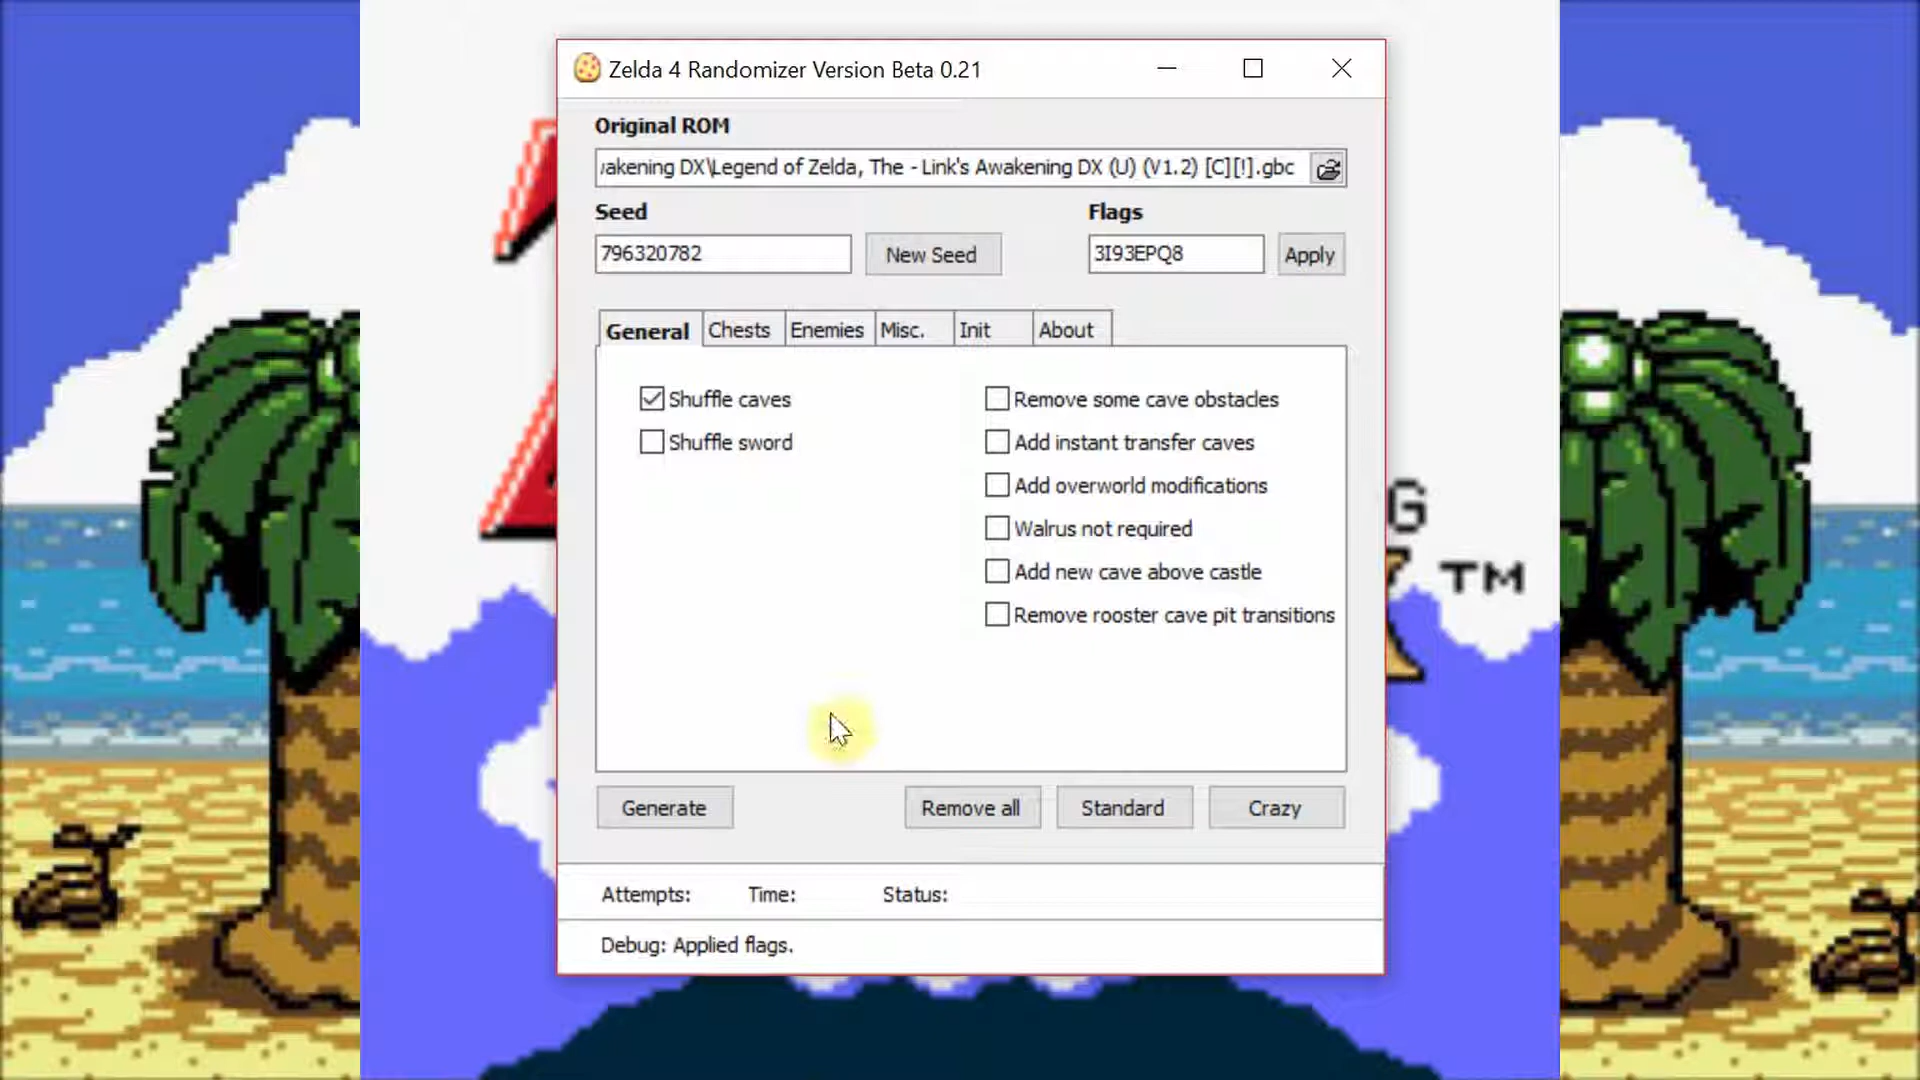 Zelda 4 Randomizer Version Beta 0.21
Original ROM
akening DX\Legend of Zelda, The - Link's Awakening DX (U) (V1.2) [C][!].gbc
Seed
Flags
796320782
New Seed
3I93EPQ8
Apply
General
Chests
Enemies
Misc.
Init
About
Shuffle caves
Remove some cave obstacles
Shuffle sword
Add instant transfer caves
Add overworld modifications
Walrus not required
Add new cave above castle
Remove rooster cave pit transitions
G
TM
Generate
Remove all
Standard
Crazy
Attempts:
Time:
Status:
Debug: Applied flags.